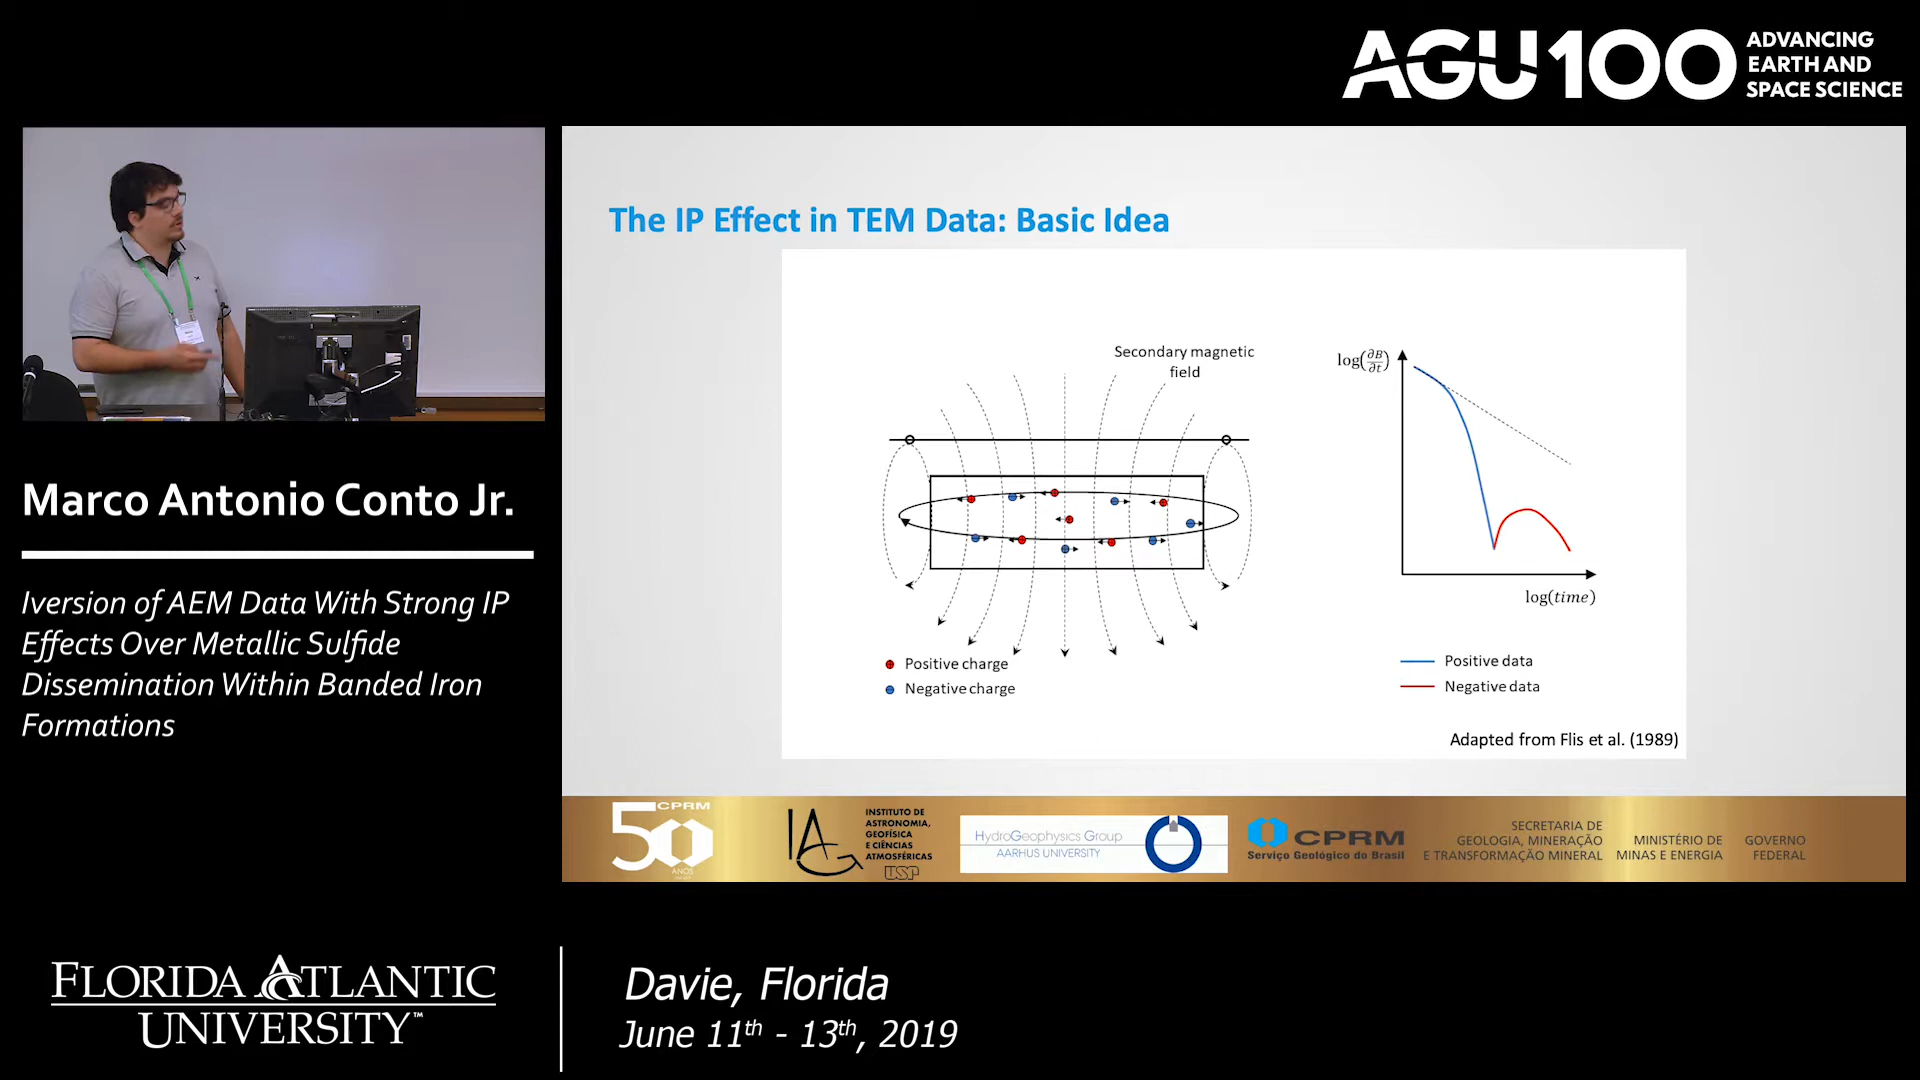 AGU100
ADVANCING
EARTH AND
SPACE SCIENCE
Marco Antonio Conto Jr.
Iversion of AEM Data With Strong IP
Effects Over Metallic Sulfide
Dissemination Within Banded Iron
Formations
The IP Effect in TEM Data: Basic Idea
Secondary magnetic
field
Positive charge
Negative charge
log(∂B/∂t)
log(time)
Positive data
Negative data
Adapted from Flis et al. (1989)
50 CPRM
ANOS
IAG
INSTITUTO DE
ASTRONOMIA,
GEOFÍSICA
E CIÊNCIAS
ATMOSFÉRICAS
USP
HydroGeophysics Group
AARHUS UNIVERSITY
CPRM
Serviço Geológico do Brasil
SECRETARIA DE
GEOLOGIA, MINERAÇÃO
E TRANSFORMAÇÃO MINERAL
MINISTÉRIO DE
MINAS E ENERGIA
GOVERNO
FEDERAL
FLORIDA ATLANTIC
UNIVERSITY™
Davie, Florida
June 11th - 13th, 2019